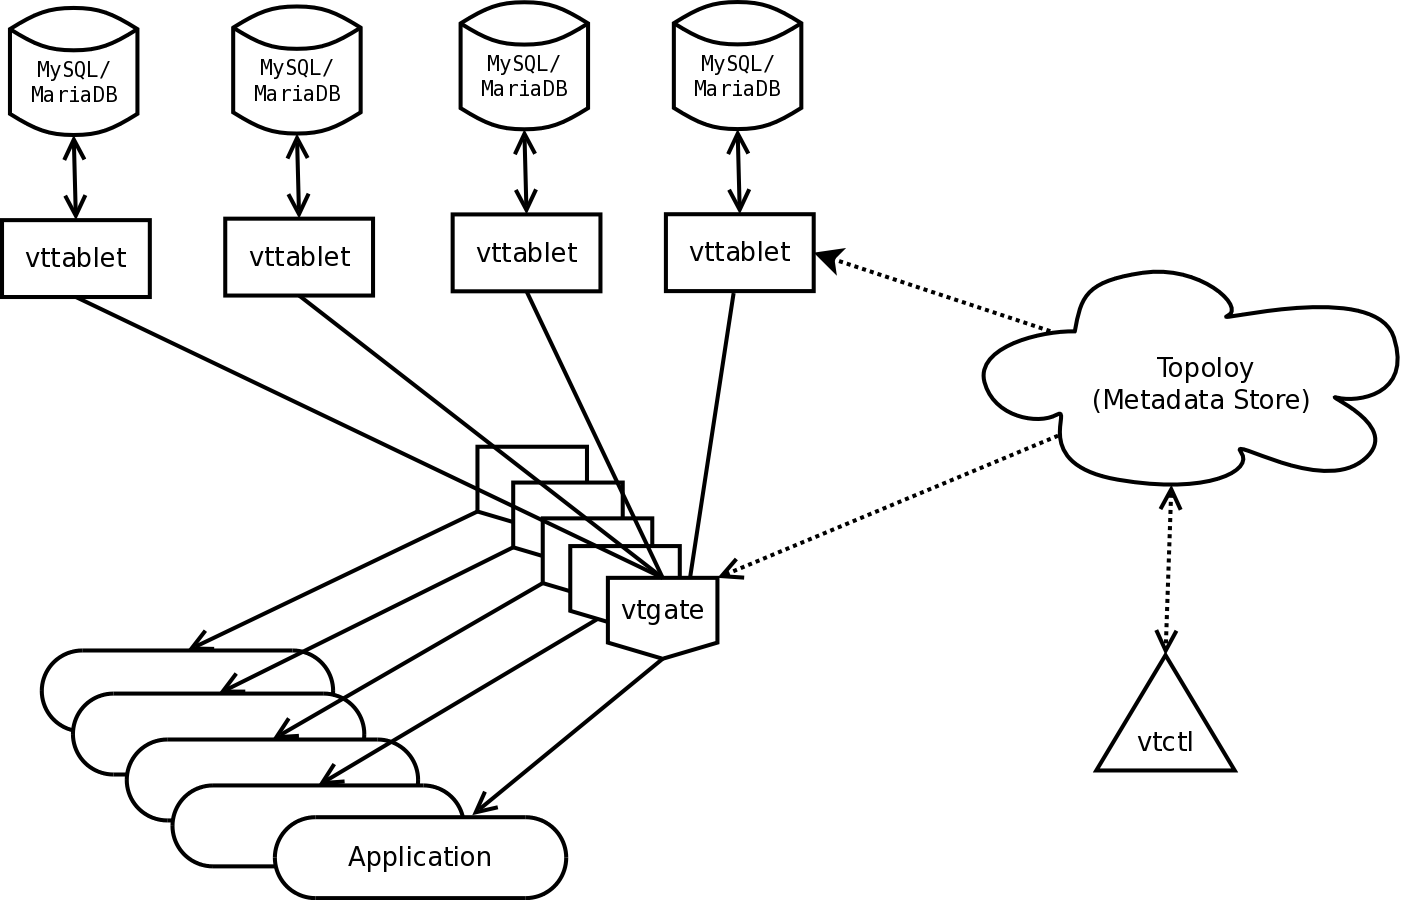 MySQL/
MariaDB
MySQL/
MariaDB
MySQL/
MariaDB
MySQL/
MariaDB
vttablet
vttablet
vttablet
vttablet
Topoloy
(Metadata Store)
vtgate
vtctl
Application